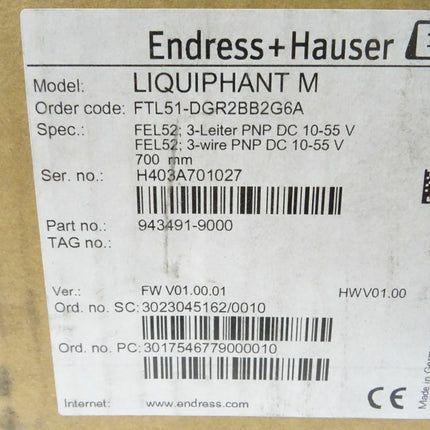 Endress+Hauser
Model: LIQUIPHANT M
Order code: FTL51-DGR2BB2G6A
Spec.: FEL52; 3-Leiter PNP DC 10-55 V
FEL52; 3-wire PNP DC 10-55 V
700 mm
Ser. no.: H403A701027
Part no.: 943491-9000
TAG no.:
Ver.: FW V01.00.01 HWV01.00
Ord. no. SC: 3023045162/0010
Ord. no. PC: 3017546779000010
Internet: www.endress.com
CE
Made in